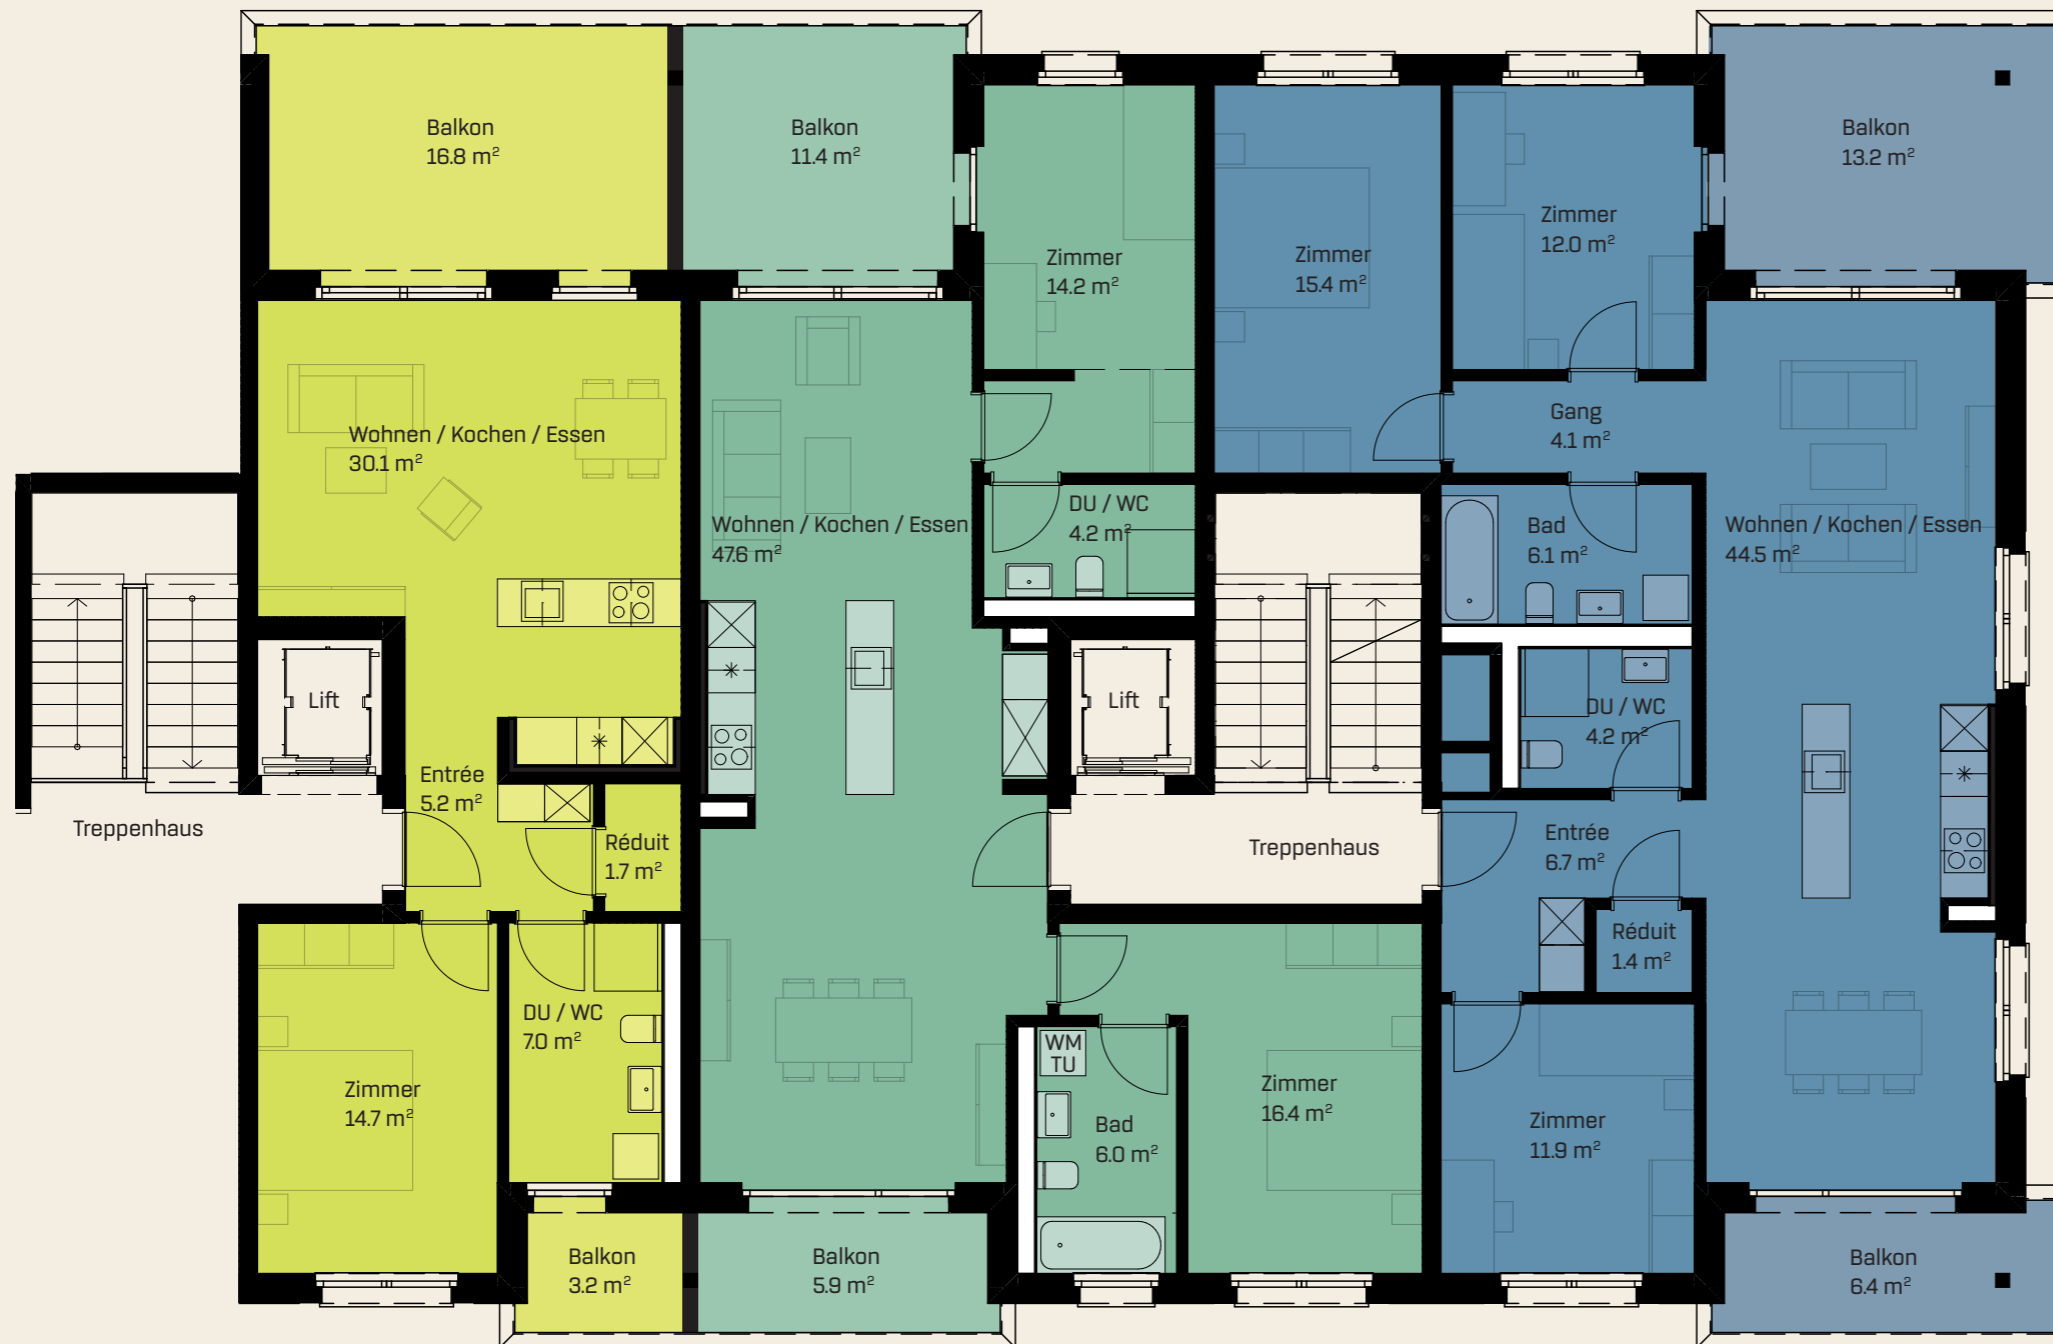 Balkon
16.8 m²
Balkon
11.4 m²
Balkon
13.2 m²
Zimmer
14.2 m²
Zimmer
15.4 m²
Zimmer
12.0 m²
Wohnen / Kochen / Essen
30.1 m²
Gang
4.1 m²
Wohnen / Kochen / Essen
47.6 m²
DU / WC
4.2 m²
Bad
6.1 m²
Wohnen / Kochen / Essen
44.5 m²
Lift
Lift
DU / WC
4.2 m²
Entrée
5.2 m²
Treppenhaus
Réduit
1.7 m²
Treppenhaus
Entrée
6.7 m²
Réduit
1.4 m²
DU / WC
7.0 m²
WM
TU
Zimmer
14.7 m²
Bad
6.0 m²
Zimmer
16.4 m²
Zimmer
11.9 m²
Balkon
3.2 m²
Balkon
5.9 m²
Balkon
6.4 m²